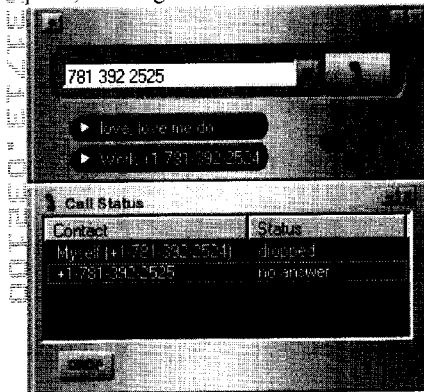 781 392 2525
love, love me do
Work +1-781-392-2524
Call Status
Contact Status
Myself (+1-781-392-2524) dropped
+1-781-392-2525 no answer